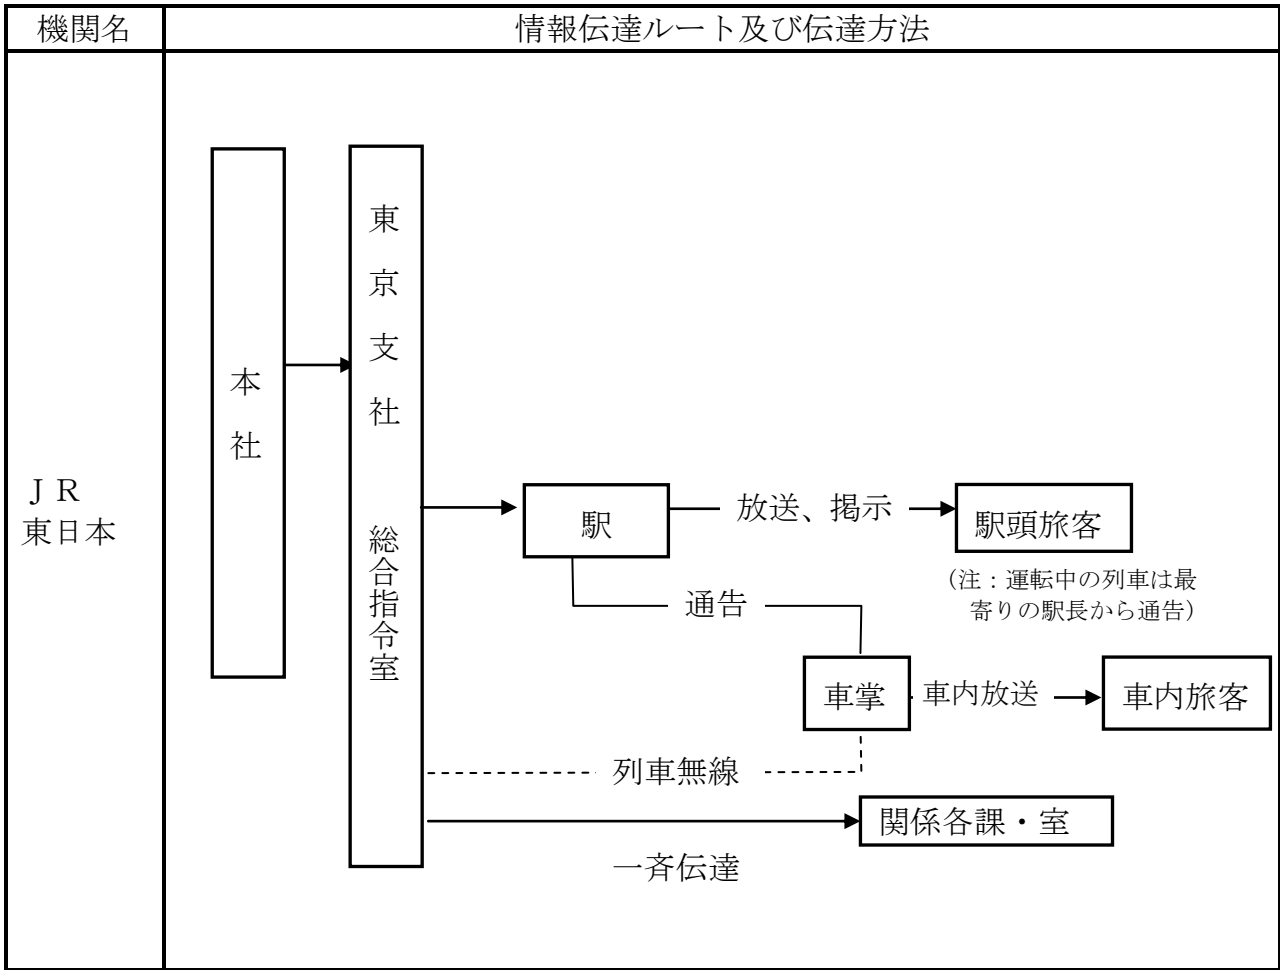 機関名
情報伝達ルート及び伝達方法
ＪＲ
東日本
本社
東京支社 総合指令室
駅
放送、掲示
駅頭旅客
（注：運転中の列車は最
寄りの駅長から通告）
通告
車掌
車内放送
車内旅客
列車無線
関係各課・室
一斉伝達